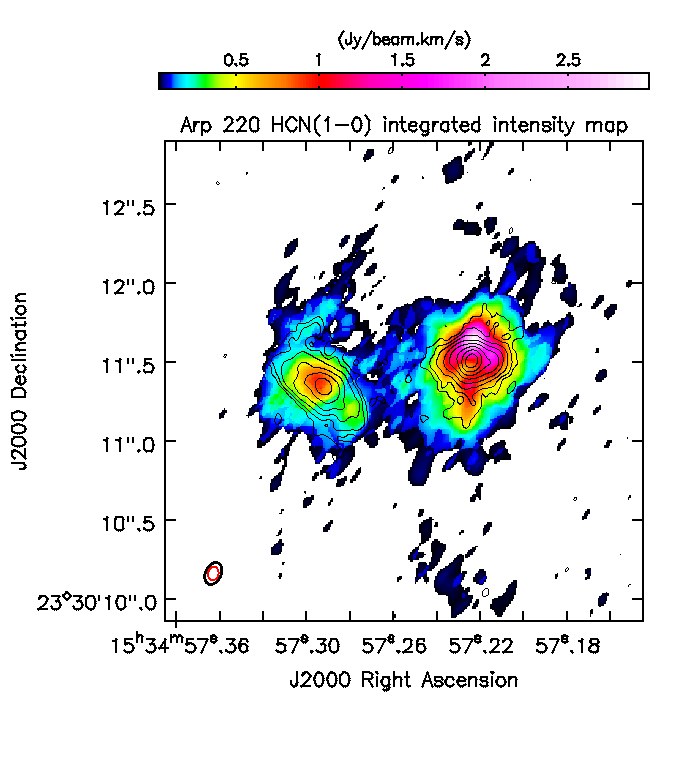 (Jy/beam.km/s)
0.5 1 1.5 2 2.5
Arp 220 HCN(1-0) integrated intensity map
12".5
12".0
11".5
11".0
10".5
23°30'10".0
J2000 Declination
15h34m57s.36 57s.30 57s.26 57s.22 57s.18
J2000 Right Ascension